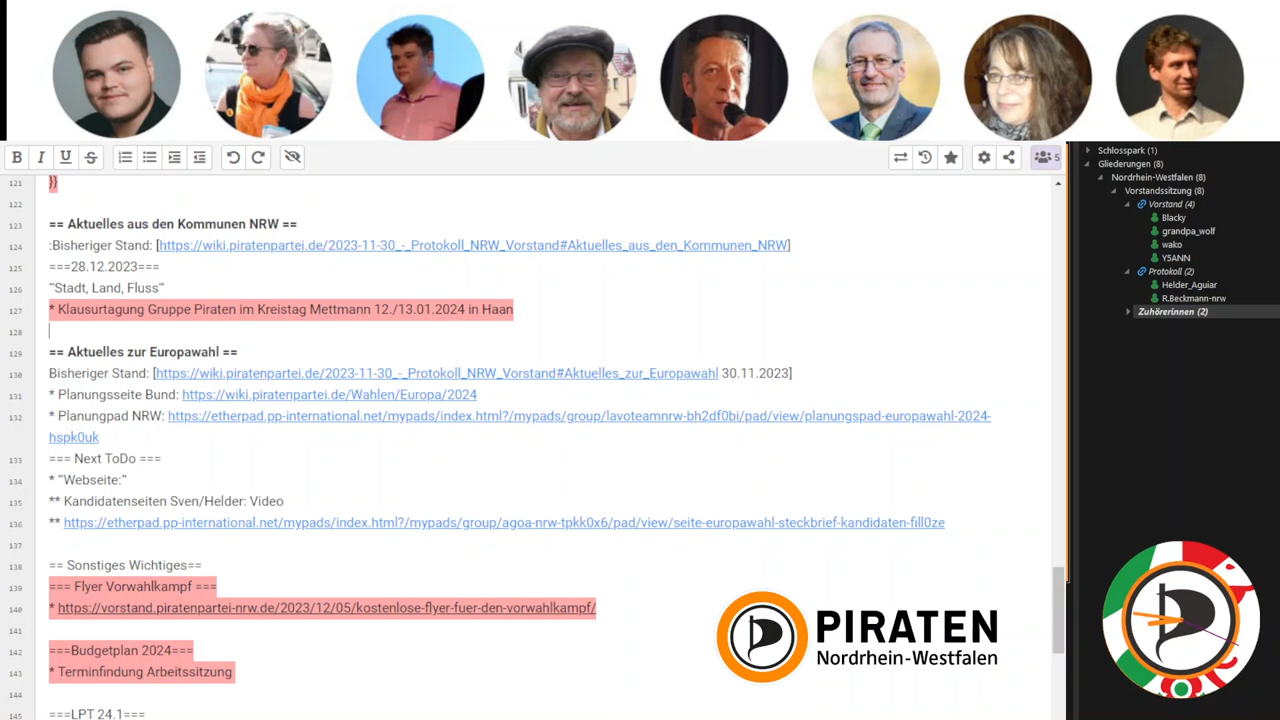 B I U S
5
121 }}
122
123 == Aktuelles aus den Kommunen NRW ==
124 :Bisheriger Stand: [https://wiki.piratenpartei.de/2023-11-30_-_Protokoll_NRW_Vorstand#Aktuelles_aus_den_Kommunen_NRW]
125 ===28.12.2023===
126 "Stadt, Land, Fluss"
127 * Klausurtagung Gruppe Piraten im Kreistag Mettmann 12./13.01.2024 in Haan
128
129 == Aktuelles zur Europawahl ==
130 Bisheriger Stand: [https://wiki.piratenpartei.de/2023-11-30_-_Protokoll_NRW_Vorstand#Aktuelles_zur_Europawahl 30.11.2023]
131 * Planungsseite Bund: https://wiki.piratenpartei.de/Wahlen/Europa/2024
132 * Planungpad NRW: https://etherpad.pp-international.net/mypads/index.html?/mypads/group/lavoteamnrw-bh2df0bi/pad/view/planungspad-europawahl-2024-
hspk0uk
133 === Next ToDo ===
134 * "Webseite:"
135 ** Kandidatenseiten Sven/Helder: Video
136 ** https://etherpad.pp-international.net/mypads/index.html?/mypads/group/agoa-nrw-tpkk0x6/pad/view/seite-europawahl-steckbrief-kandidaten-fill0ze
137
138 == Sonstiges Wichtiges==
139 === Flyer Vorwahlkampf ===
140 * https://vorstand.piratenpartei-nrw.de/2023/12/05/kostenlose-flyer-fuer-den-vorwahlkampf/
141
142 ===Budgetplan 2024===
143 * Terminfindung Arbeitssitzung
144
145 ===LPT 24.1===
Schlosspark (1)
Gliederungen (8)
Nordrhein-Westfalen (8)
Vorstandssitzung (8)
Vorstand (4)
Blacky
grandpa_wolf
wako
Y5ANN
Protokoll (2)
Helder_Aguiar
R.Beckmann-nrw
Zuhörerinnen (2)
PIRATEN
Nordrhein-Westfalen